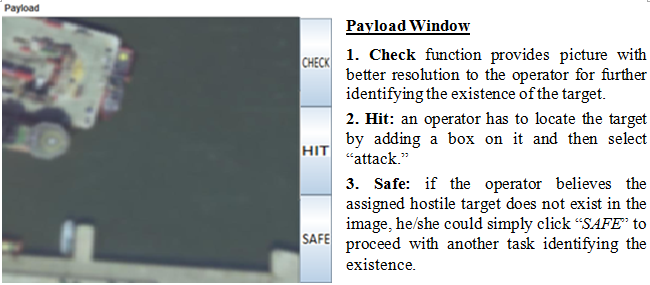 Payload
CHECK
HIT
SAFE
Payload Window
1. Check function provides picture with
better resolution to the operator for further
identifying the existence of the target.
2. Hit: an operator has to locate the target
by adding a box on it and then select
“attack.”
3. Safe: if the operator believes the
assigned hostile target does not exist in the
image, he/she could simply click “SAFE” to
proceed with another task identifying the
existence.